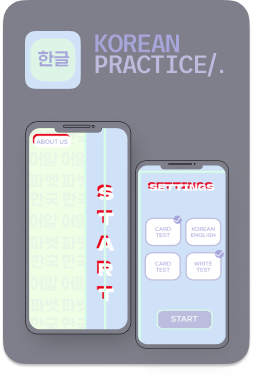 한글
KOREAN
PRACTICE/.
ABOUT US
START
SETTINGS
CARD
TEST
KOREAN
ENGLISH
CARD
TEST
WRITE
TEST
START